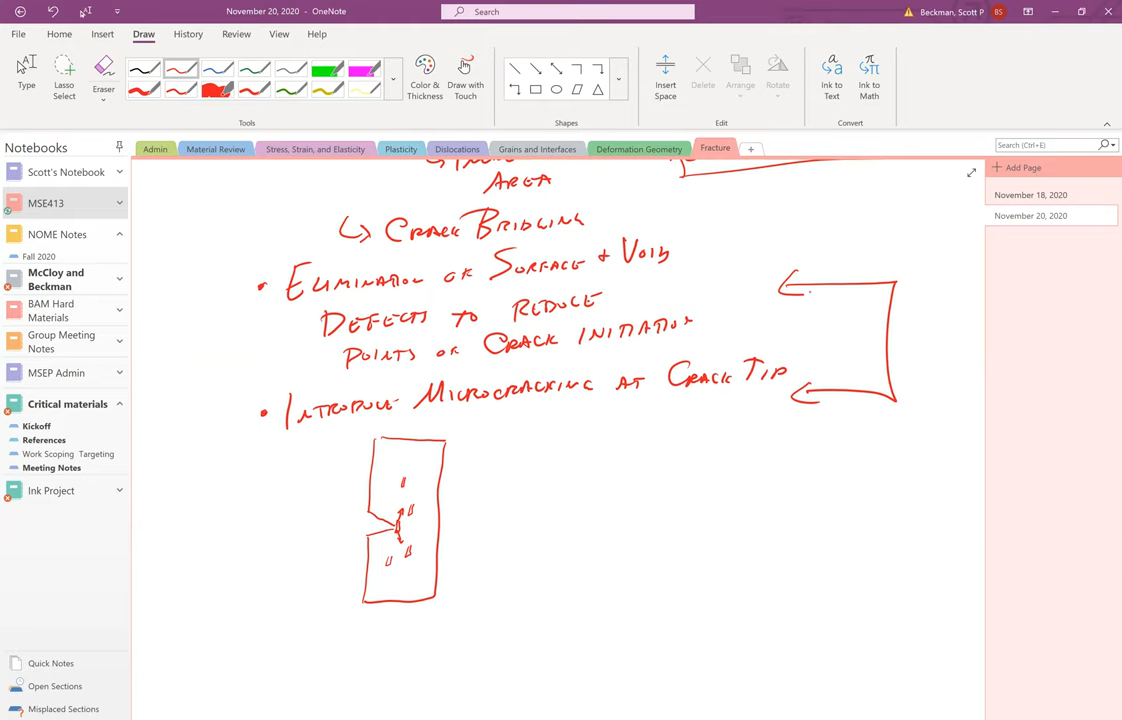 November 20, 2020 - OneNote
Search
Beckman, Scott P
BS
File
Home
Insert
Draw
History
Review
View
Help
Type
Lasso
Select
Eraser
Color &
Thickness
Draw with
Touch
Insert
Space
Delete
Arrange
Rotate
Ink to
Text
Ink to
Math
Tools
Shapes
Edit
Convert
Notebooks
Admin
Material Review
Stress, Strain, and Elasticity
Plasticity
Dislocations
Grains and Interfaces
Deformation Geometry
Fracture
Search (Ctrl+E)
Scott's Notebook
MSE413
NOME Notes
Fall 2020
McCloy and
Beckman
BAM Hard
Materials
Group Meeting
Notes
MSEP Admin
Critical materials
Kickoff
References
Work Scoping Targeting
Meeting Notes
Ink Project
Quick Notes
Open Sections
Misplaced Sections
AREA
↳ CRACK BRIDGING
• ELIMINATION OF SURFACE + VOID
DEFECTS TO REDUCE
POINTS OF CRACK INITIATION
• INTRODUCE MICROCRACKING AT CRACK TIP
Add Page
November 18, 2020
November 20, 2020